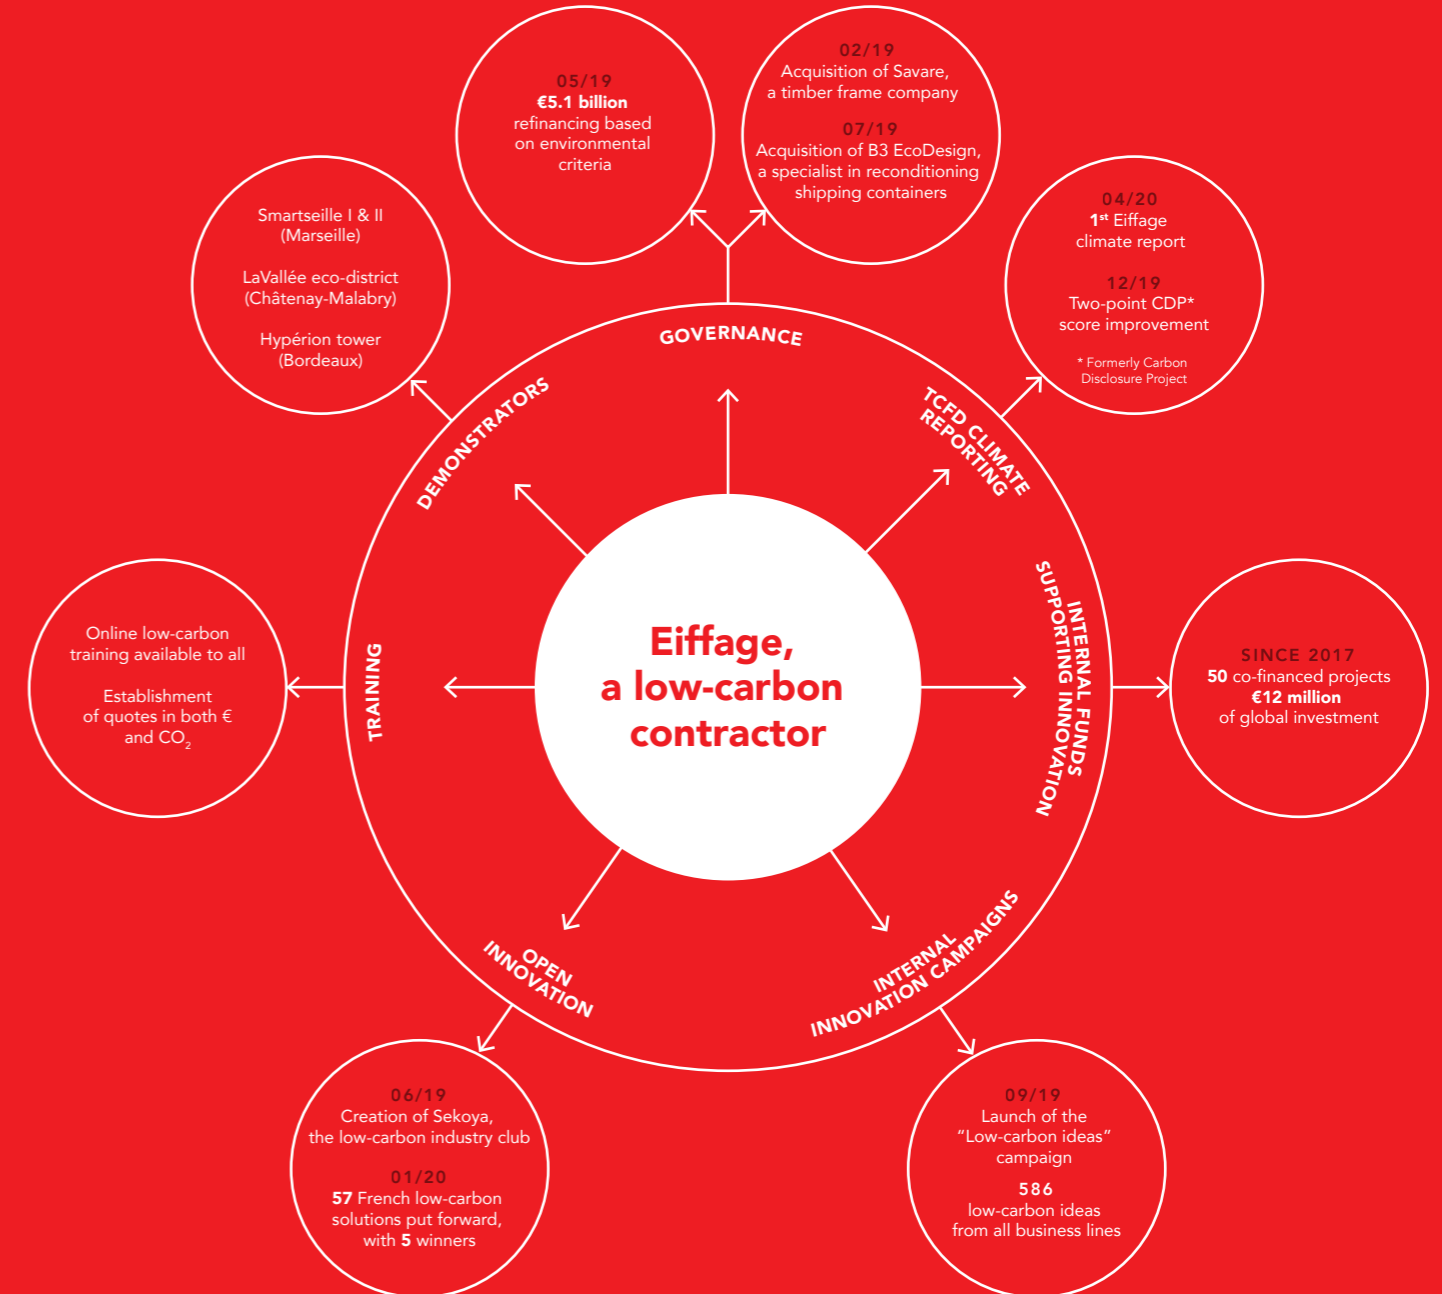 05/19
€5.1 billion
refinancing based
on environmental
criteria
02/19
Acquisition of Savare,
a timber frame company
07/19
Acquisition of B3 EcoDesign,
a specialist in reconditioning
shipping containers
Smartseille I & II
(Marseille)
LaVallée eco-district
(Châtenay-Malabry)
Hypérion tower
(Bordeaux)
04/20
1st Eiffage
climate report
12/19
Two-point CDP*
score improvement
* Formerly Carbon
Disclosure Project
GOVERNANCE
DEMONSTRATORS
TCFD CLIMATE
REPORTING
Online low-carbon
training available to all
Establishment
of quotes in both €
and CO₂
TRAINING
Eiffage,
a low-carbon
contractor
INTERNAL FUNDS
SUPPORTING INNOVATION
SINCE 2017
50 co-financed projects
€12 million
of global investment
OPEN
INNOVATION
INTERNAL
INNOVATION CAMPAIGNS
06/19
Creation of Sekoya,
the low-carbon industry club
01/20
57 French low-carbon
solutions put forward,
with 5 winners
09/19
Launch of the
“Low-carbon ideas”
campaign
586
low-carbon ideas
from all business lines